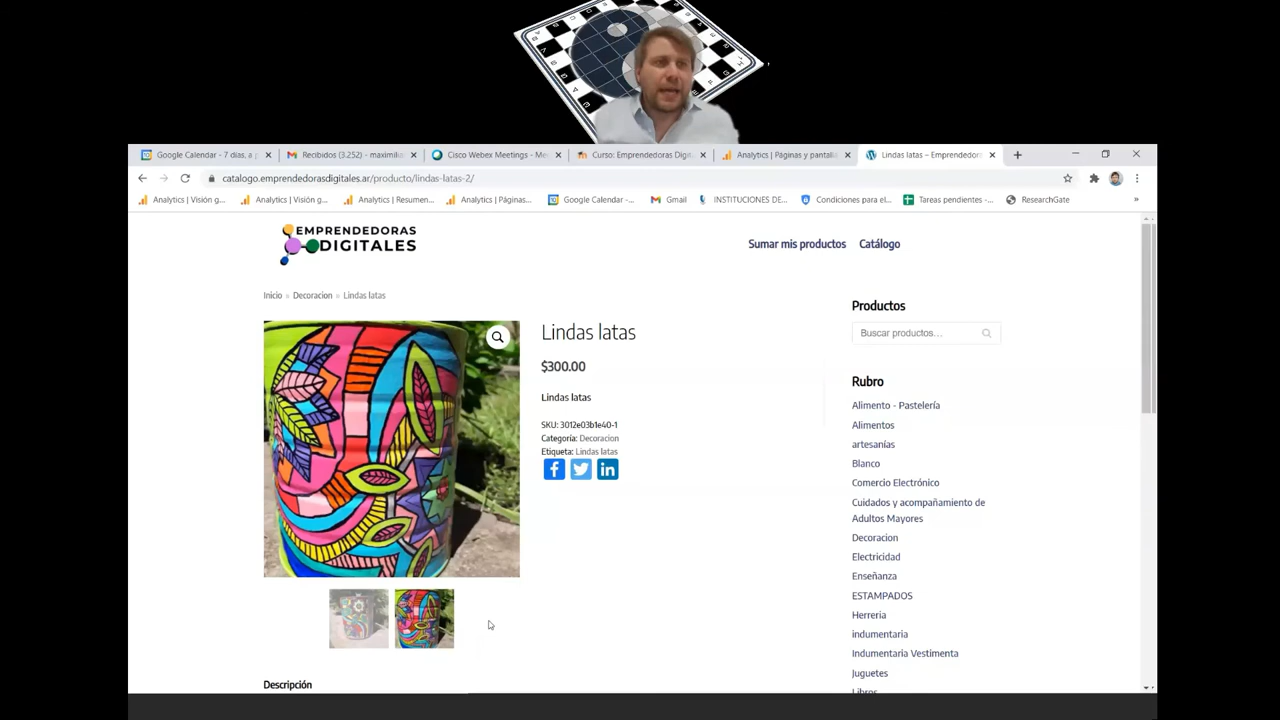 Google Calendar - 7 días, a p
Recibidos (3.252) - maximilia
Cisco Webex Meetings - Me
Curso: Emprendedoras Digit
Analytics | Páginas y pantalla
Lindas latas – Emprendedor
catalogo.emprendedorasdigitales.ar/producto/lindas-latas-2/
Analytics | Visión g...
Analytics | Visión g...
Analytics | Resumen...
Analytics | Páginas...
Google Calendar -...
Gmail
INSTITUCIONES DE...
Condiciones para el...
Tareas pendientes -...
ResearchGate
»
EMPRENDEDORAS
DIGITALES
Sumar mis productos
Catálogo
Inicio » Decoracion » Lindas latas
Lindas latas
$300.00
Lindas latas
SKU: 3012e03b1e40-1
Categoría: Decoracion
Etiqueta: Lindas latas
Descripción
Productos
Buscar productos...
Rubro
Alimento - Pastelería
Alimentos
artesanías
Blanco
Comercio Electrónico
Cuidados y acompañamiento de
Adultos Mayores
Decoracion
Electricidad
Enseñanza
ESTAMPADOS
Herreria
indumentaria
Indumentaria Vestimenta
Juguetes
Libros